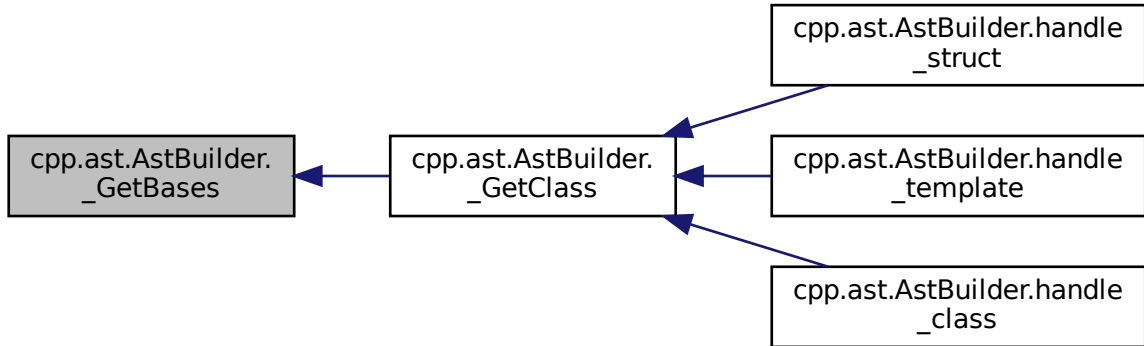 cpp.ast.AstBuilder.handle
_struct
cpp.ast.AstBuilder.
_GetBases
cpp.ast.AstBuilder.
_GetClass
cpp.ast.AstBuilder.handle
_template
cpp.ast.AstBuilder.handle
_class